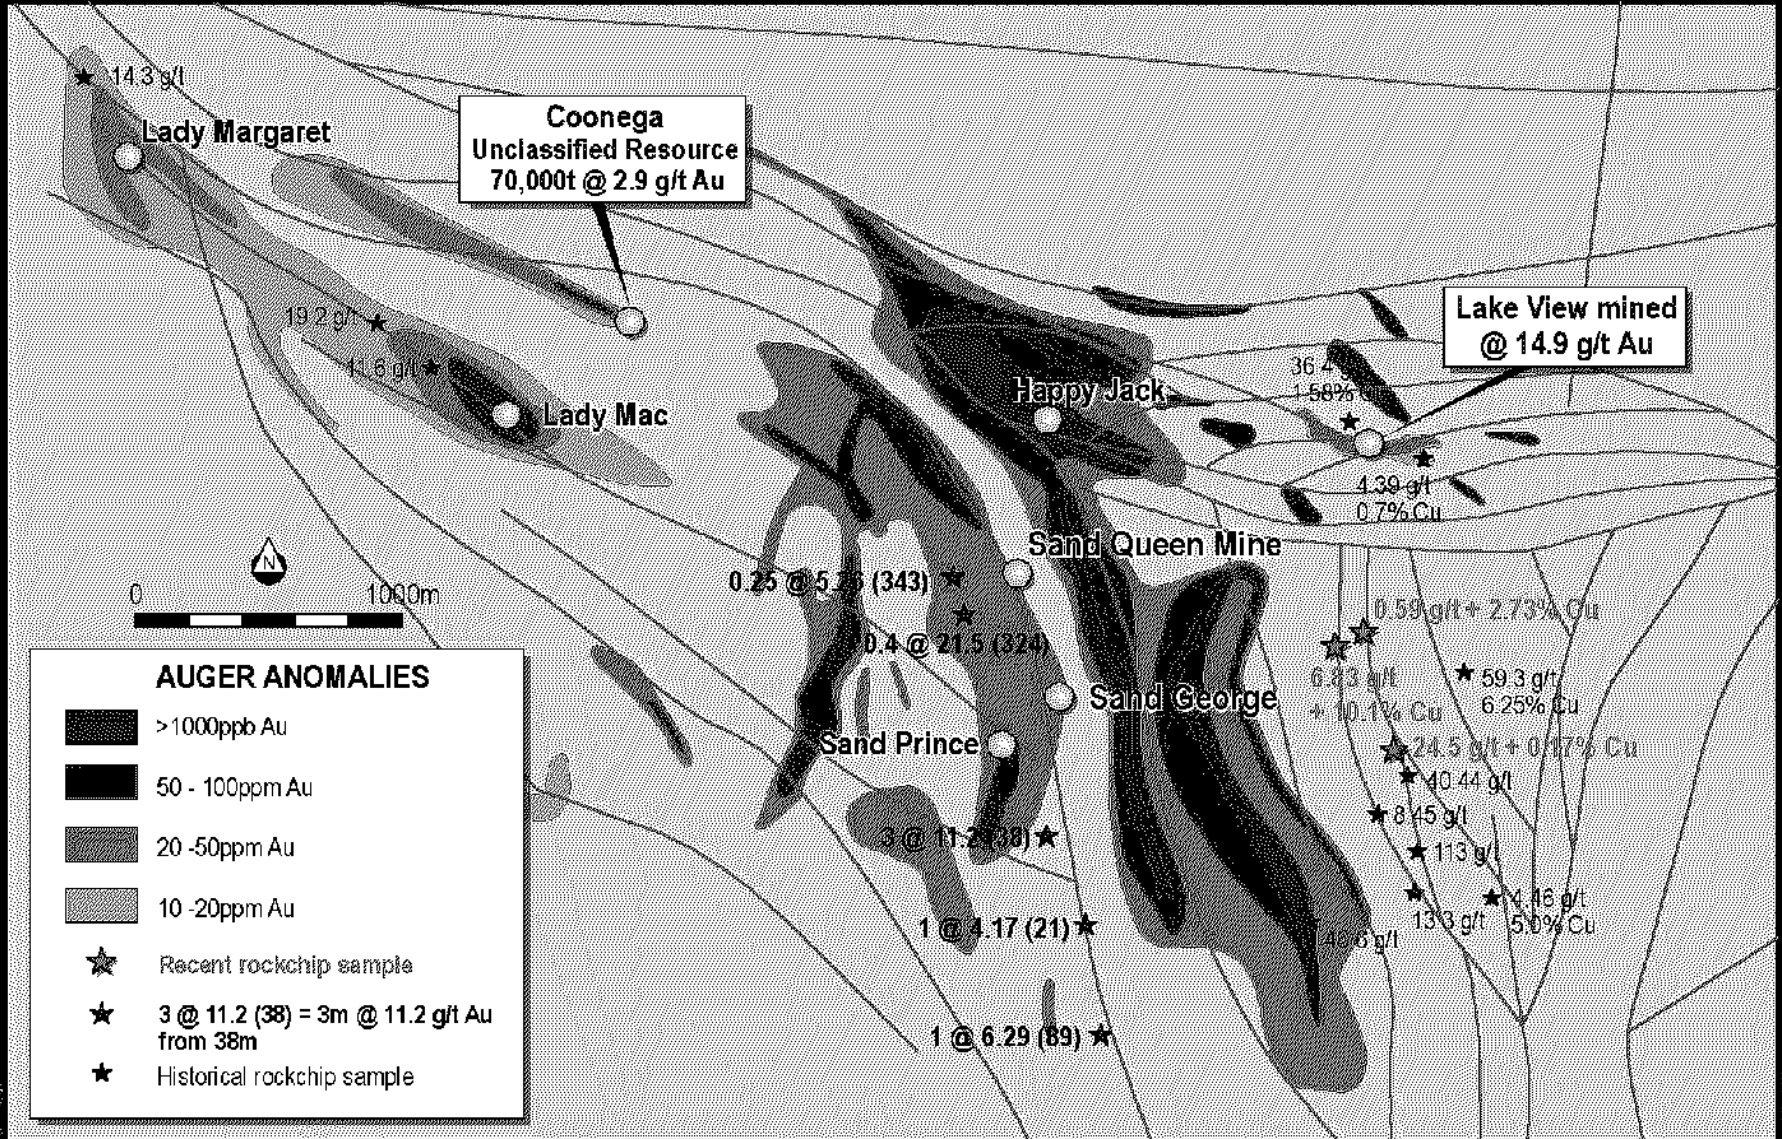 14.3 g/t
Lady Margaret
Coonega
Unclassified Resource
70,000t @ 2.9 g/t Au
Lake View mined
@ 14.9 g/t Au
19.2 g/t
11.6 g/t
Lady Mac
Happy Jack
36.4
1.58%
4.39 g/t
0.7% Cu
Sand Queen Mine
0.25 @ 5.26 (343)
0.4 @ 21.5 (324)
N
0 1000m
0.59 g/t + 2.73% Cu
6.83 g/t
+ 10.1% Cu
59.3 g/t
6.25% Cu
Sand George
Sand Prince
24.5 g/t + 0.17% Cu
40.44 g/t
8.45 g/t
113 g/t
13.3 g/t
4.46 g/t
5.0% Cu
3 @ 11.2 (38)
1 @ 4.17 (21)
g/t
1 @ 6.29 (89)
AUGER ANOMALIES
>1000ppb Au
50 - 100ppm Au
20 -50ppm Au
10 -20ppm Au
Recent rockchip sample
3 @ 11.2 (38) = 3m @ 11.2 g/t Au
from 38m
Historical rockchip sample